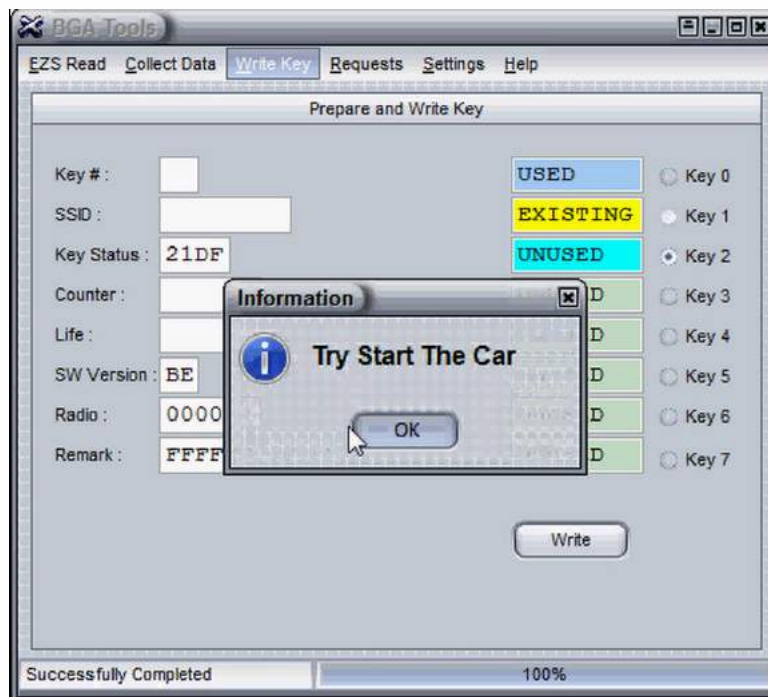 BGA Tools
EZS Read Collect Data Write Key Requests Settings Help
Prepare and Write Key
Key # : USED Key 0
SSID : EXISTING Key 1
Key Status : 21DF UNUSED Key 2
Counter : D Key 3
Life : D Key 4
SW Version : BE D Key 5
Radio : 0000 D Key 6
Remark : FFFF D Key 7
Information
Try Start The Car
OK
Write
Successfully Completed 100%